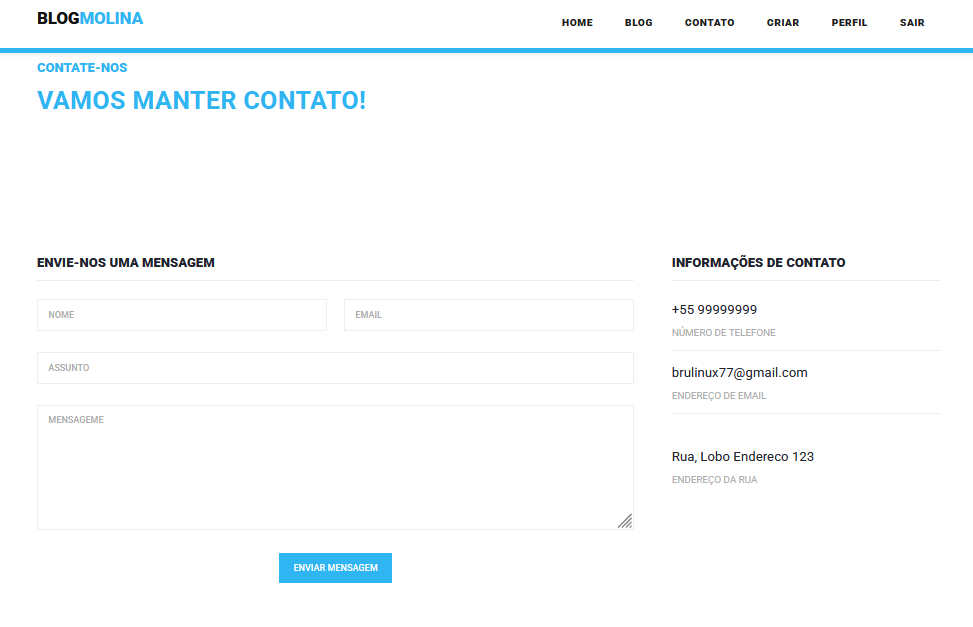 BLOGMOLINA
HOME BLOG CONTATO CRIAR PERFIL SAIR
CONTATE-NOS
VAMOS MANTER CONTATO!
ENVIE-NOS UMA MENSAGEM
NOME EMAIL
ASSUNTO
MENSAGEME
ENVIAR MENSAGEM
INFORMAÇÕES DE CONTATO
+55 99999999
NÚMERO DE TELEFONE
brulinux77@gmail.com
ENDEREÇO DE EMAIL
Rua, Lobo Endereco 123
ENDEREÇO DA RUA